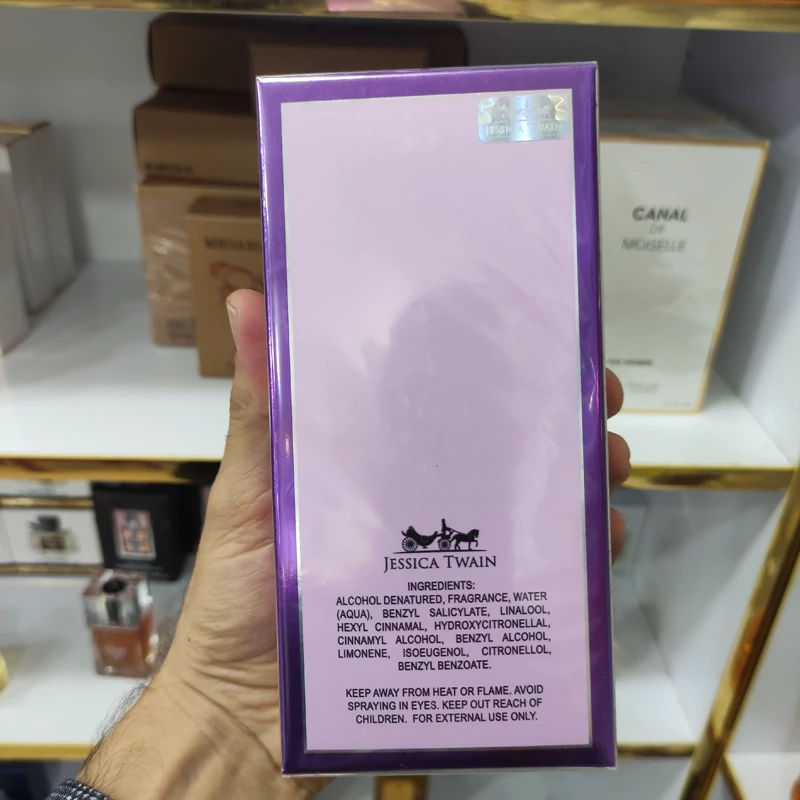 JESSICA TWAIN
CANAL
DE
MOISELLE
JESSICA TWAIN
INGREDIENTS:
ALCOHOL DENATURED, FRAGRANCE, WATER
(AQUA), BENZYL SALICYLATE, LINALOOL,
HEXYL CINNAMAL, HYDROXYCITRONELLAL,
CINNAMYL ALCOHOL, BENZYL ALCOHOL,
LIMONENE, ISOEUGENOL, CITRONELLOL,
BENZYL BENZOATE.
KEEP AWAY FROM HEAT OR FLAME. AVOID
SPRAYING IN EYES. KEEP OUT REACH OF
CHILDREN. FOR EXTERNAL USE ONLY.